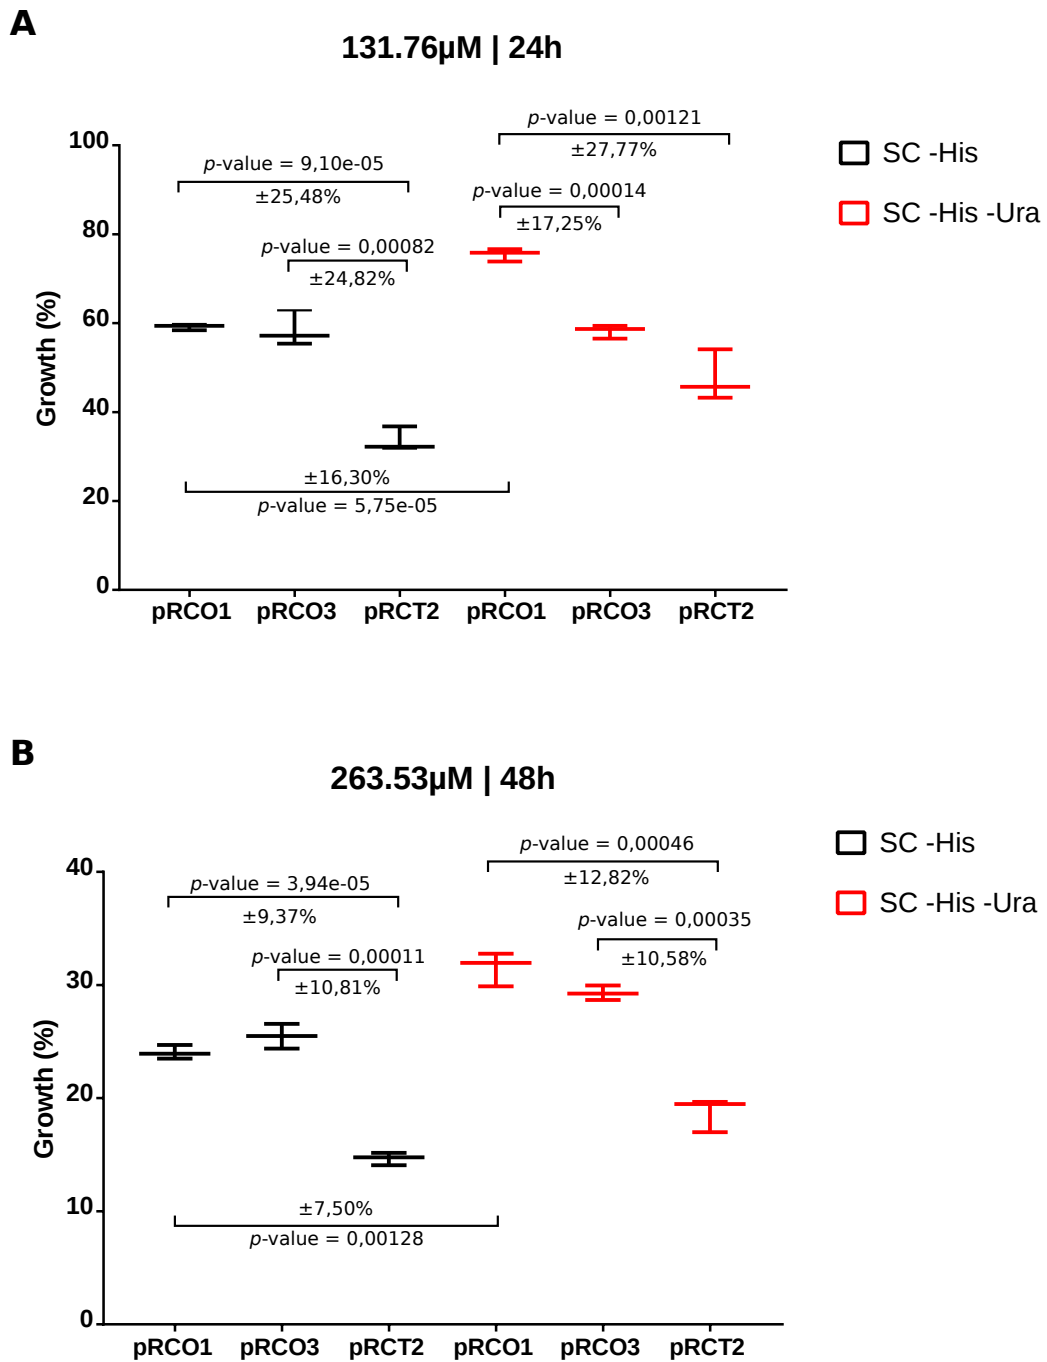 A
131.76µM | 24h
p-value = 0,00121
±27,77%
p-value = 9,10e-05
±25,48%
p-value = 0,00014
±17,25%
p-value = 0,00082
±24,82%
±16,30%
p-value = 5,75e-05
SC -His
SC -His -Ura
Growth (%)
100
80
60
40
20
0
pRCO1 pRCO3 pRCT2 pRCO1 pRCO3 pRCT2
B
263.53µM | 48h
p-value = 0,00046
±12,82%
p-value = 3,94e-05
±9,37%
p-value = 0,00035
±10,58%
p-value = 0,00011
±10,81%
±7,50%
p-value = 0,00128
SC -His
SC -His -Ura
Growth (%)
40
30
20
10
0
pRCO1 pRCO3 pRCT2 pRCO1 pRCO3 pRCT2